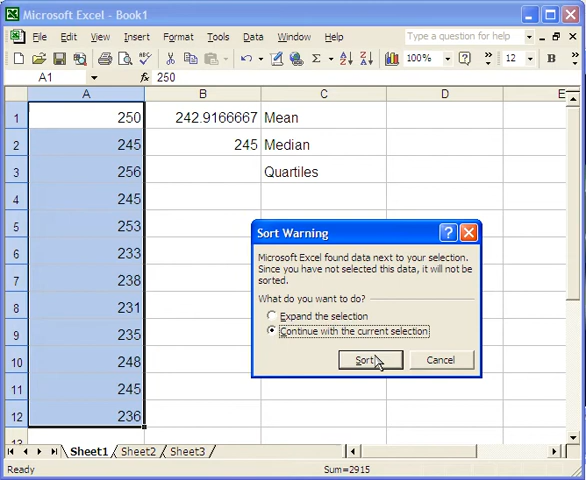 Microsoft Excel - Book1
File Edit View Insert Format Tools Data Window Type a question for help
100% 12 B
A1 fx 250
A B C D E
1 250 242.9166667 Mean
2 245 245 Median
3 256 Quartiles
4 245
5 253
6 233
7 238
8 231
9 235
10 248
11 245
12 236
13
Sort Warning
Microsoft Excel found data next to your selection.
Since you have not selected this data, it will not be
sorted.
What do you want to do?
Expand the selection
Continue with the current selection
Sort Cancel
Sheet1 Sheet2 Sheet3
Ready Sum=2915